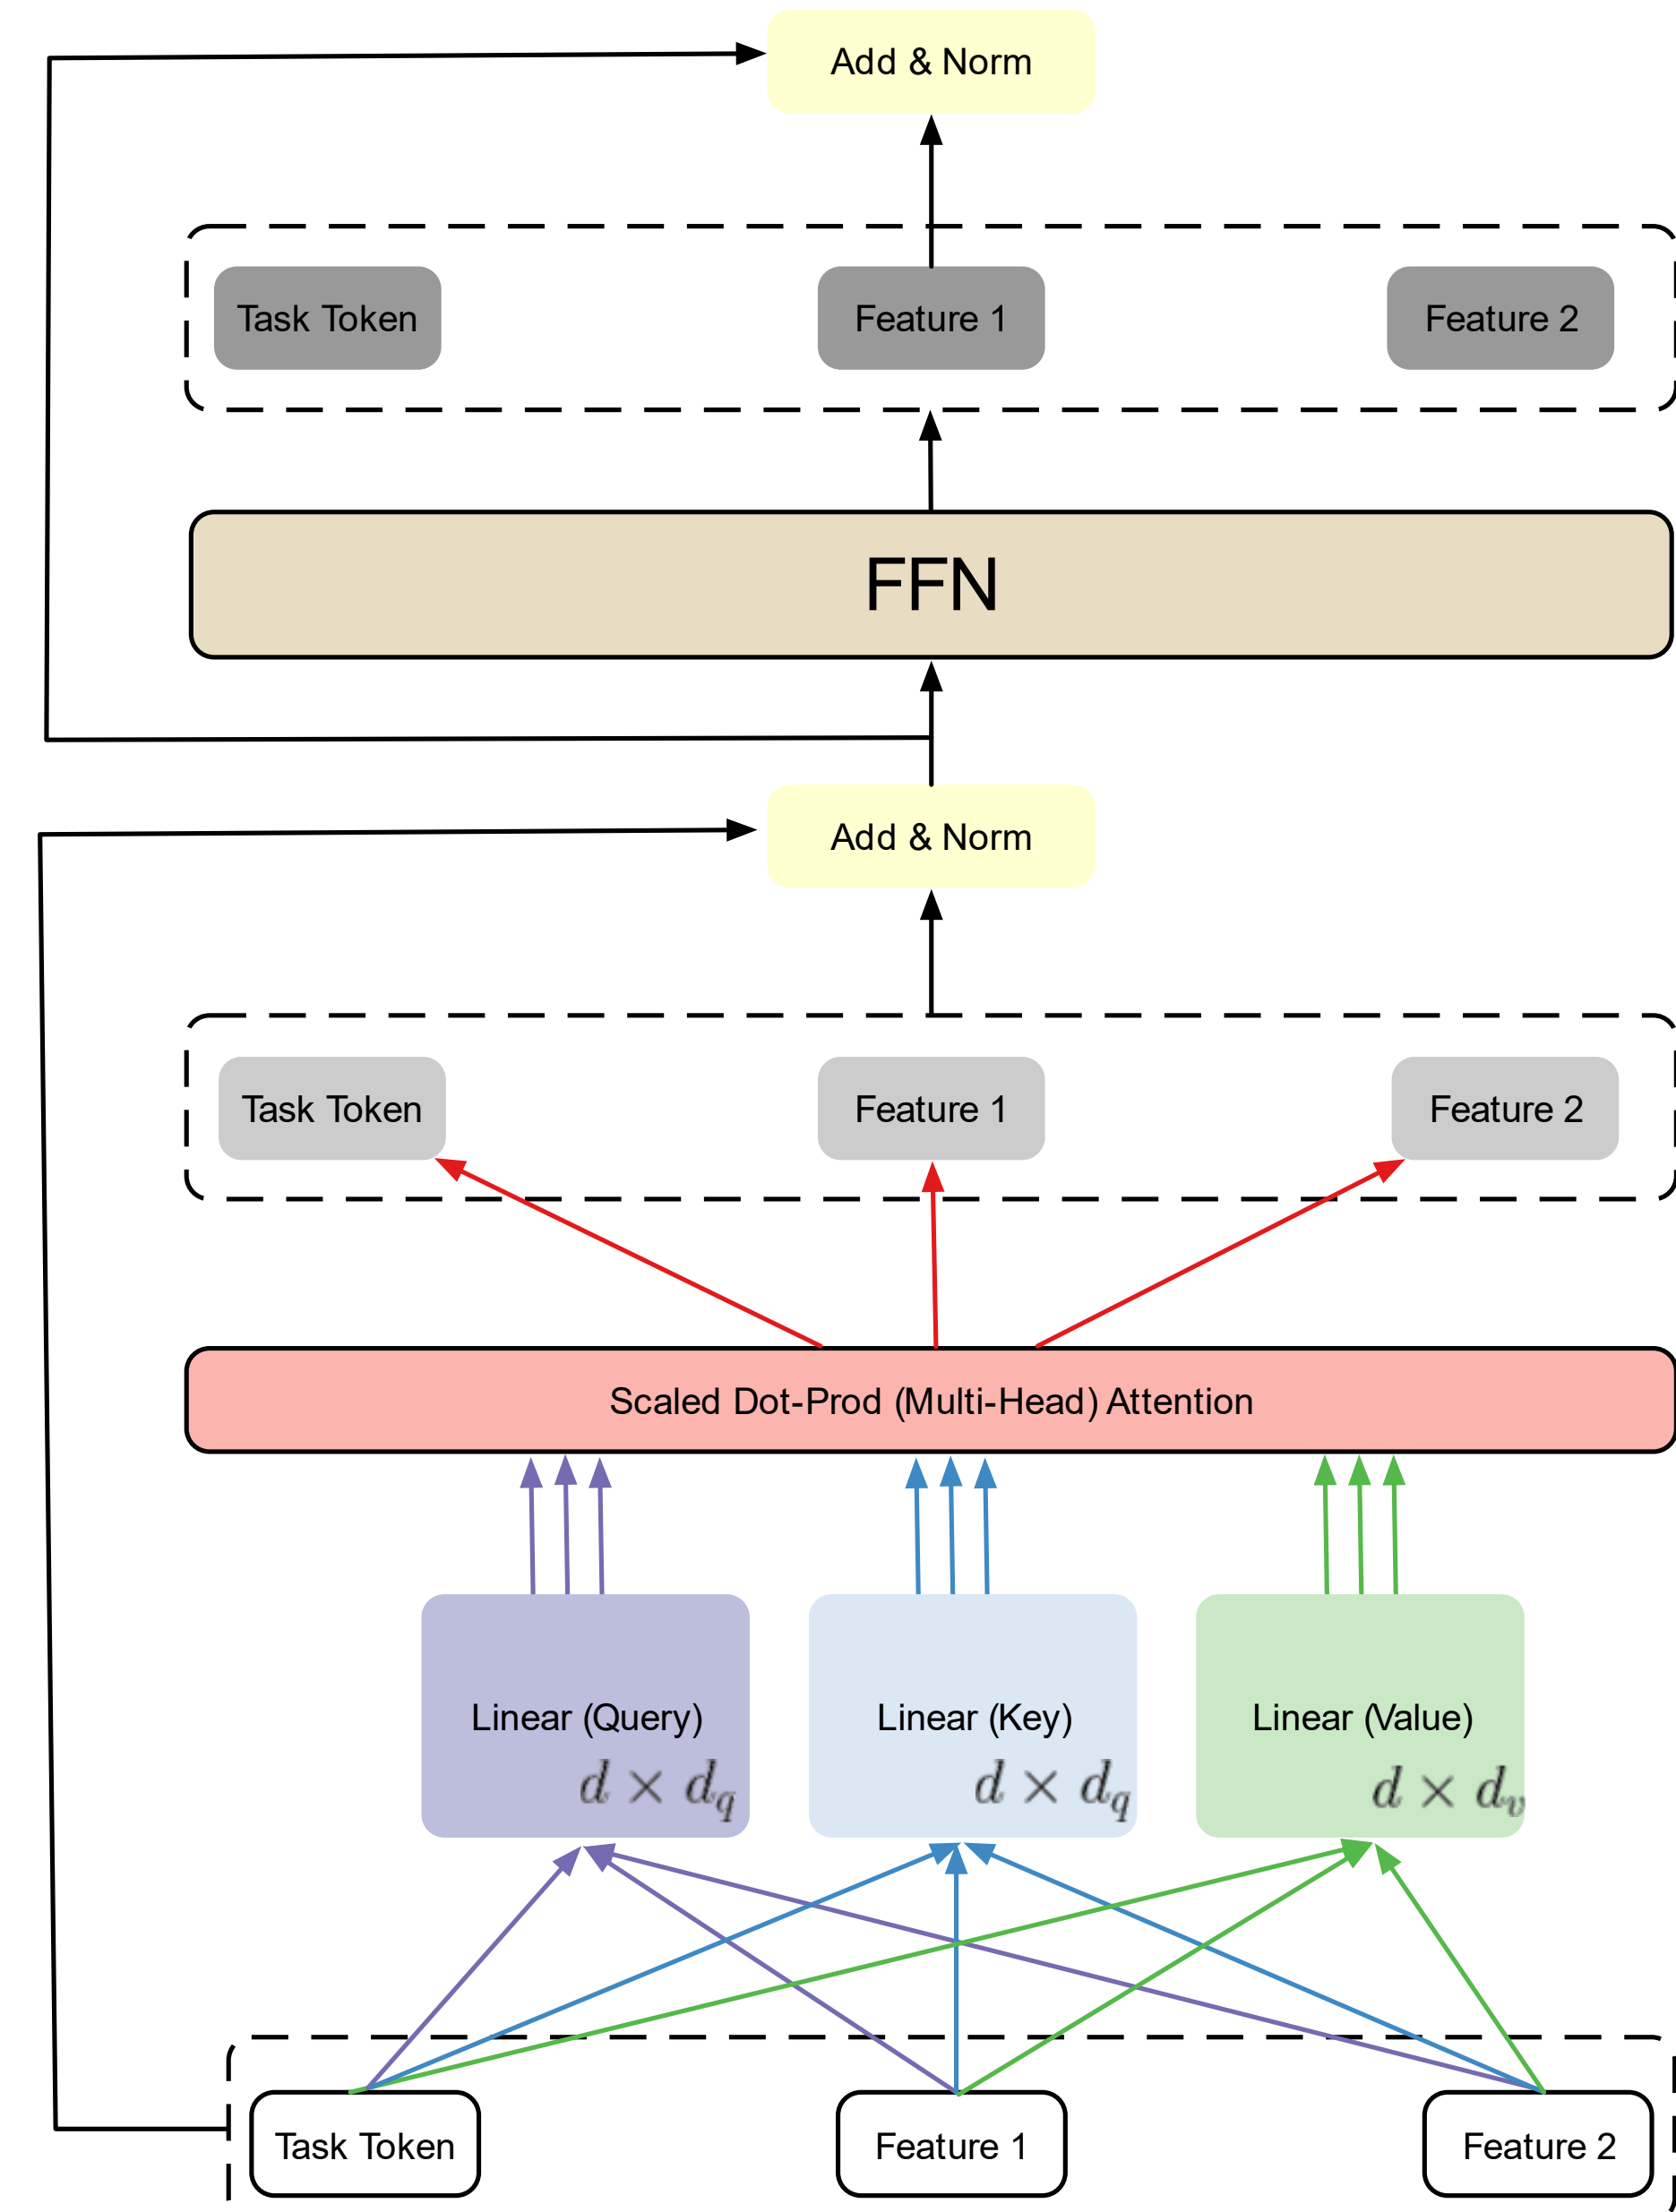 Add & Norm
Task Token Feature 1 Feature 2
FFN
Add & Norm
Task Token Feature 1 Feature 2
Scaled Dot-Prod (Multi-Head) Attention
Linear (Query) Linear (Key) Linear (Value)
d × d_q d × d_q d × d_v
Task Token Feature 1 Feature 2